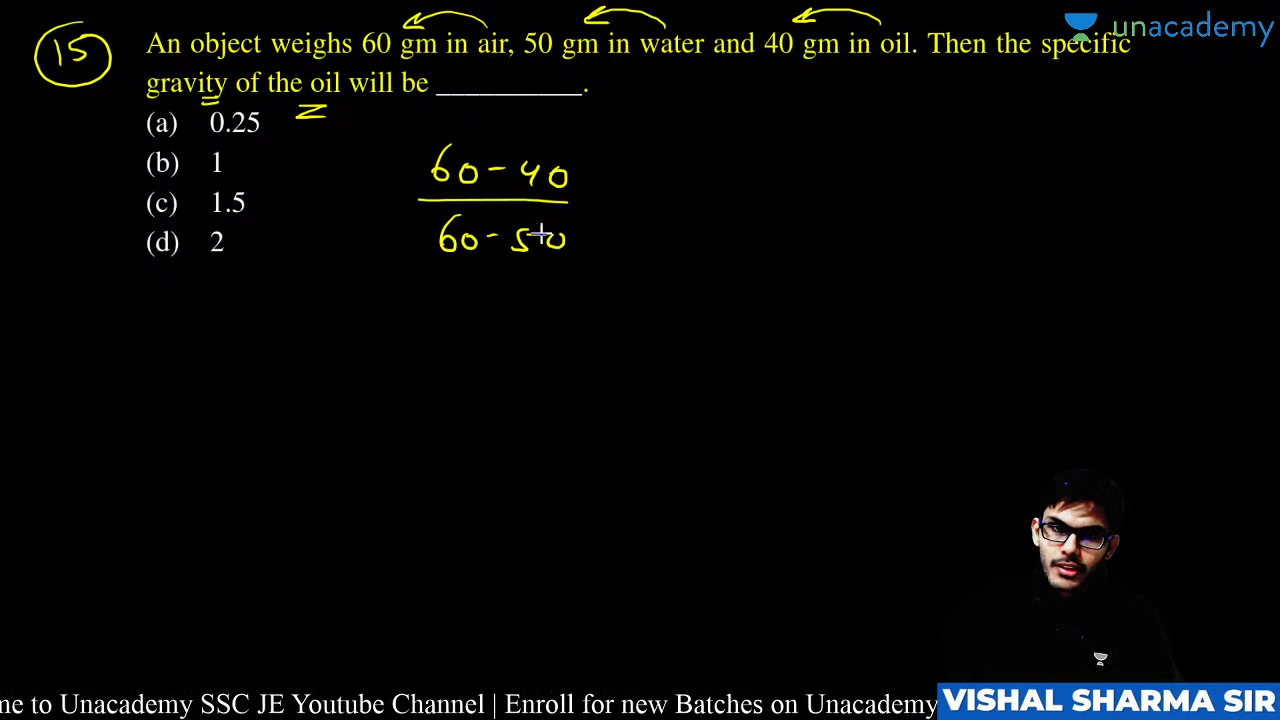 15
unacademy
An object weighs 60 gm in air, 50 gm in water and 40 gm in oil. Then the specific
gravity of the oil will be __________.
(a) 0.25
(b) 1
(c) 1.5
(d) 2
60 - 40
60 - 50
me to Unacademy SSC JE Youtube Channel | Enroll for new Batches on Unacademy
VISHAL SHARMA SIR